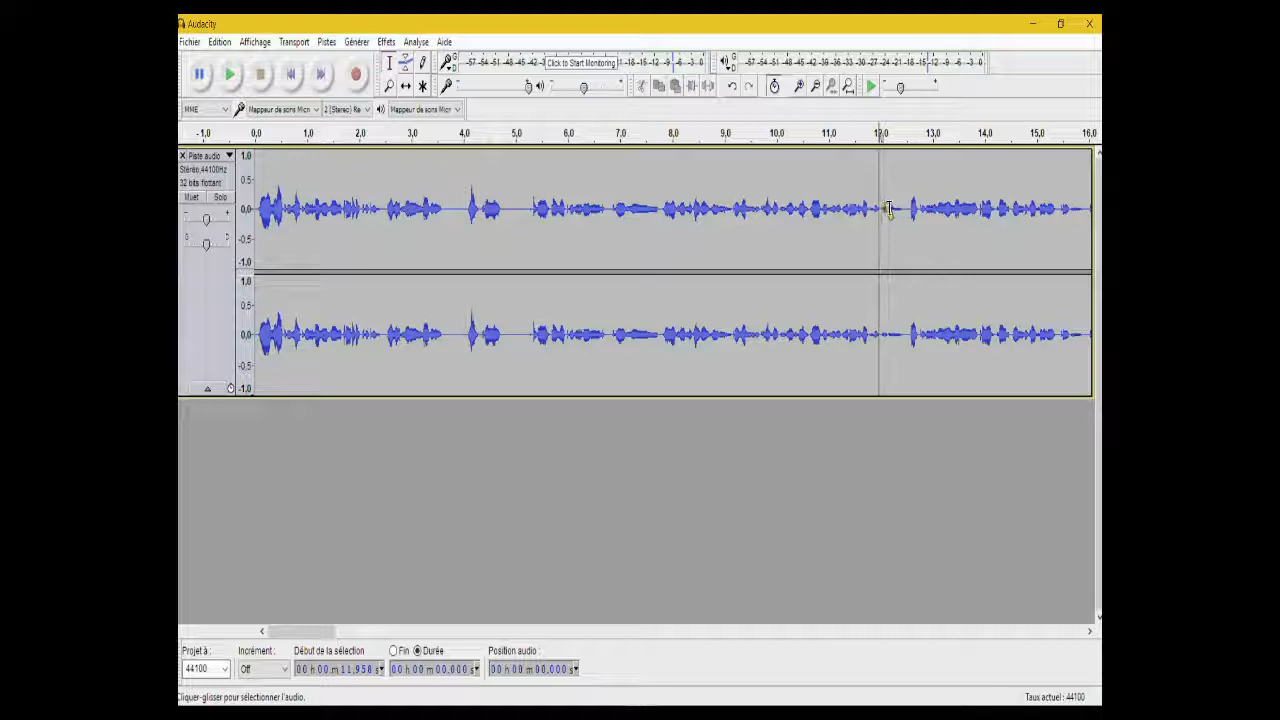 Audacity
Fichier Edition Affichage Transport Pistes Générer Effets Analyse Aide
G D -57 -54 -51 -48 -45 -42 -3 Click to Start Monitoring -18 -15 -12 -9 -6 -3 0 G D -57 -54 -51 -48 -45 -42 -39 -36 -33 -30 -27 -24 -21 -18 -15 -12 -9 -6 -3 0
MME Mappeur de sons Micr 2 (Stereo) Re Mappeur de sons Micr
-1,0 0,0 1,0 2,0 3,0 4,0 5,0 6,0 7,0 8,0 9,0 10,0 11,0 12,0 13,0 14,0 15,0 16,0
X Piste audio 1.0
Stéréo,44100Hz 0.5
32 bits flottant
Muet Solo
- + 0.0
G D -0.5
-1.0
1.0
0.5
0.0
-0.5
-1.0
Projet à : Incrément : Début de la sélection Fin Durée Position audio :
44100 Off 00 h 00 m 11,958 s 00 h 00 m 00,000 s 00 h 00 m 00,000 s
Cliquer-glisser pour sélectionner l'audio. Taux actuel : 44100